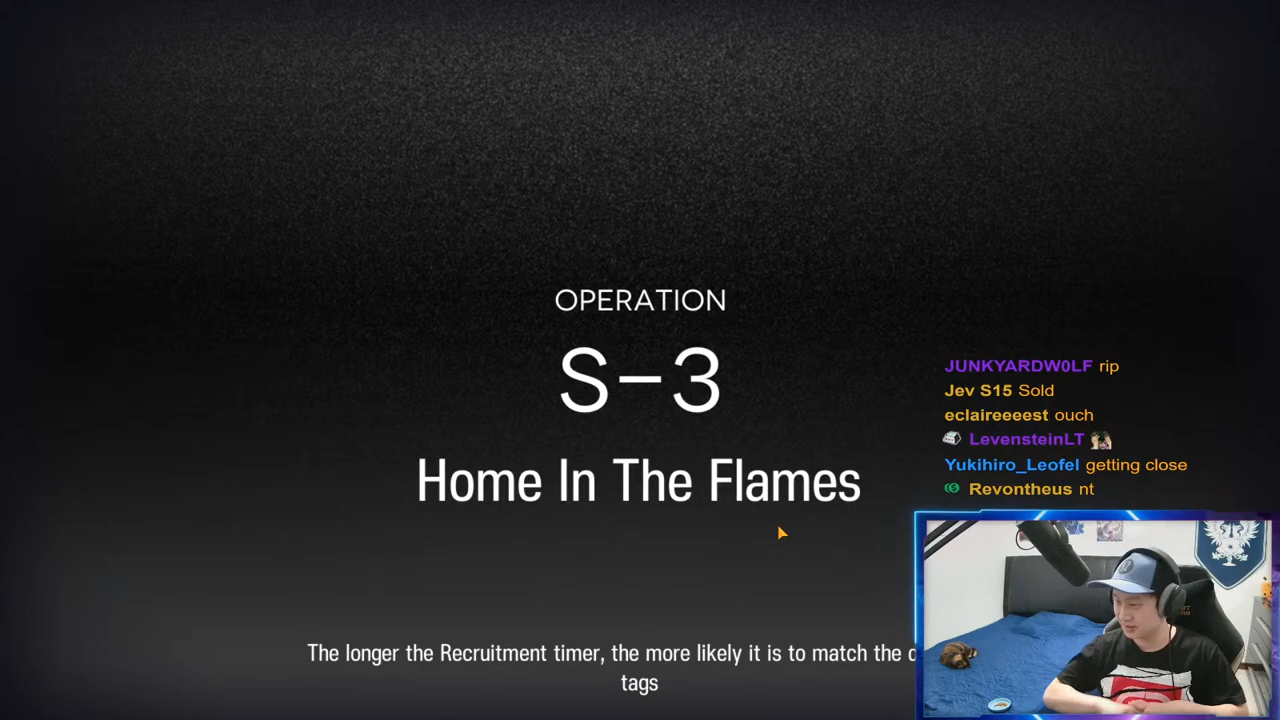 OPERATION
S-3
Home In The Flames
JUNKYARDW0LF rip
Jev S15 Sold
eclaireeeest ouch
LevensteinLT
Yukihiro_Leofel getting close
Revontheus nt
The longer the Recruitment timer, the more likely it is to match the
tags